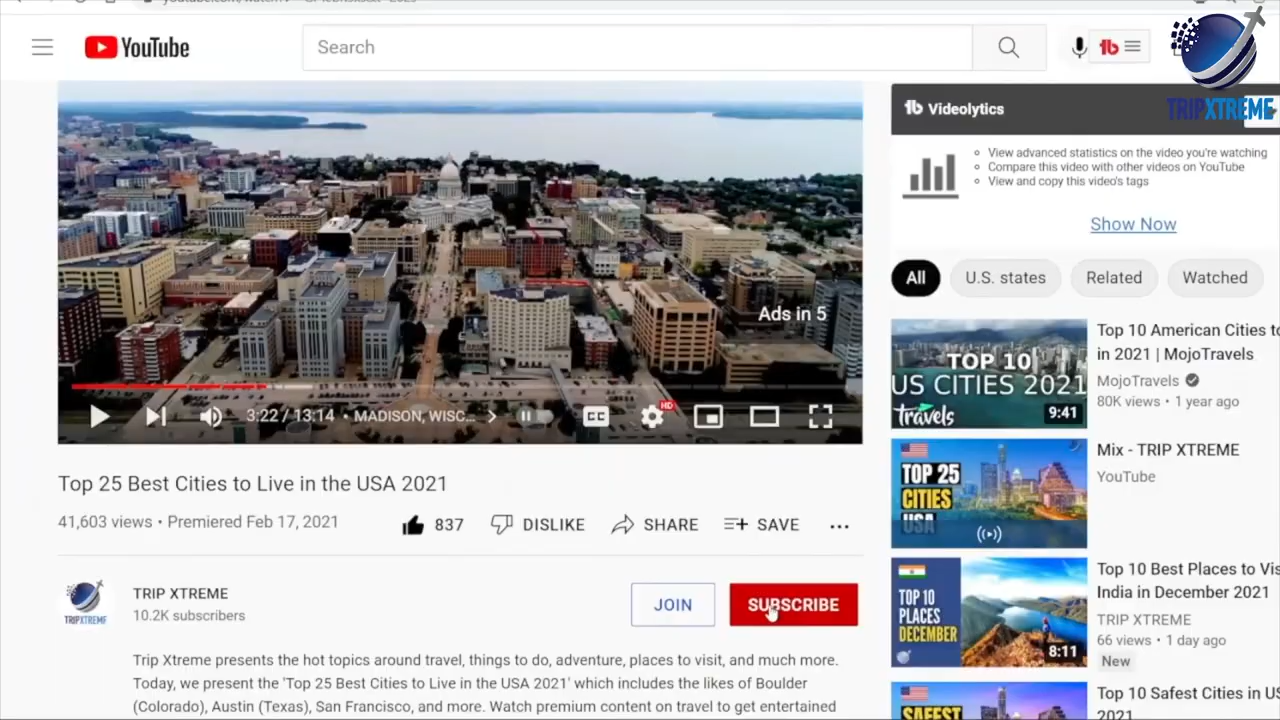 YouTube
Search
TRIPXTREME
Videolytics
View advanced statistics on the video you're watching
Compare this video with other videos on YouTube
View and copy this video's tags
Show Now
All
U.S. states
Related
Watched
Ads in 5
3:22 / 13:14 • MADISON, WISC...
CC
HD
Top 25 Best Cities to Live in the USA 2021
41,603 views • Premiered Feb 17, 2021
837
DISLIKE
SHARE
SAVE
TRIPXTREME
TRIP XTREME
10.2K subscribers
JOIN
SUBSCRIBE
Trip Xtreme presents the hot topics around travel, things to do, adventure, places to visit, and much more.
Today, we present the 'Top 25 Best Cities to Live in the USA 2021' which includes the likes of Boulder
(Colorado), Austin (Texas), San Francisco, and more. Watch premium content on travel to get entertained
TOP 10
US CITIES 2021
travels
9:41
Top 10 American Cities to
in 2021 | MojoTravels
MojoTravels
80K views • 1 year ago
TOP 25
CITIES
USA
Mix - TRIP XTREME
YouTube
TOP 10
PLACES
DECEMBER
8:11
Top 10 Best Places to Vis
India in December 2021
TRIP XTREME
66 views • 1 day ago
New
SAFEST
Top 10 Safest Cities in US
2021